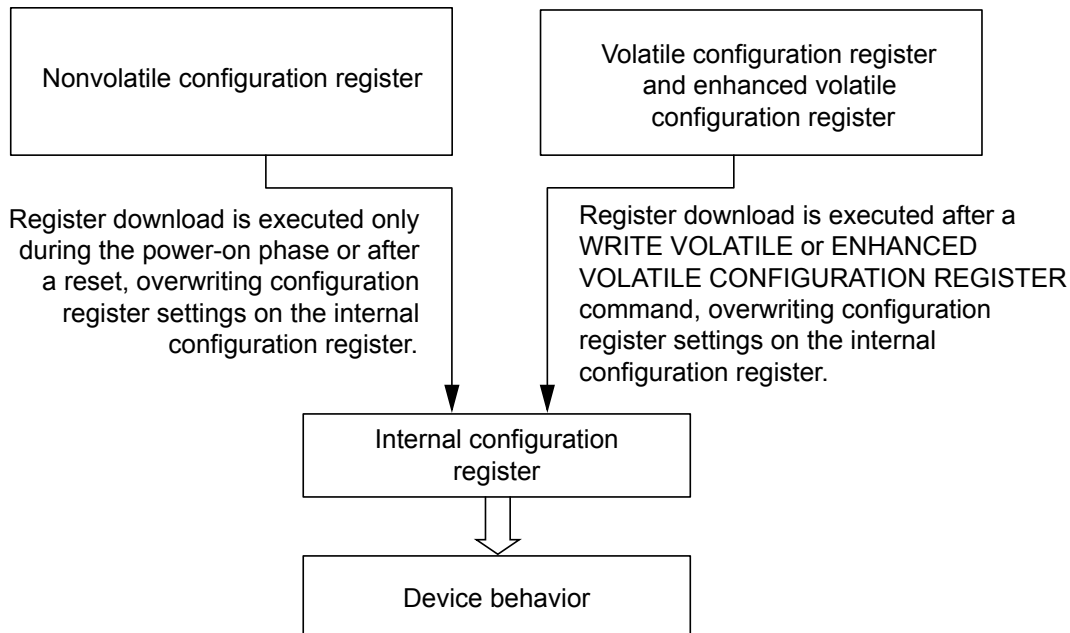 Nonvolatile configuration register
Volatile configuration register
and enhanced volatile
configuration register
Register download is executed only
during the power-on phase or after
a reset, overwriting configuration
register settings on the internal
configuration register.
Register download is executed after a
WRITE VOLATILE or ENHANCED
VOLATILE CONFIGURATION REGISTER
command, overwriting configuration
register settings on the internal
configuration register.
Internal configuration
register
Device behavior